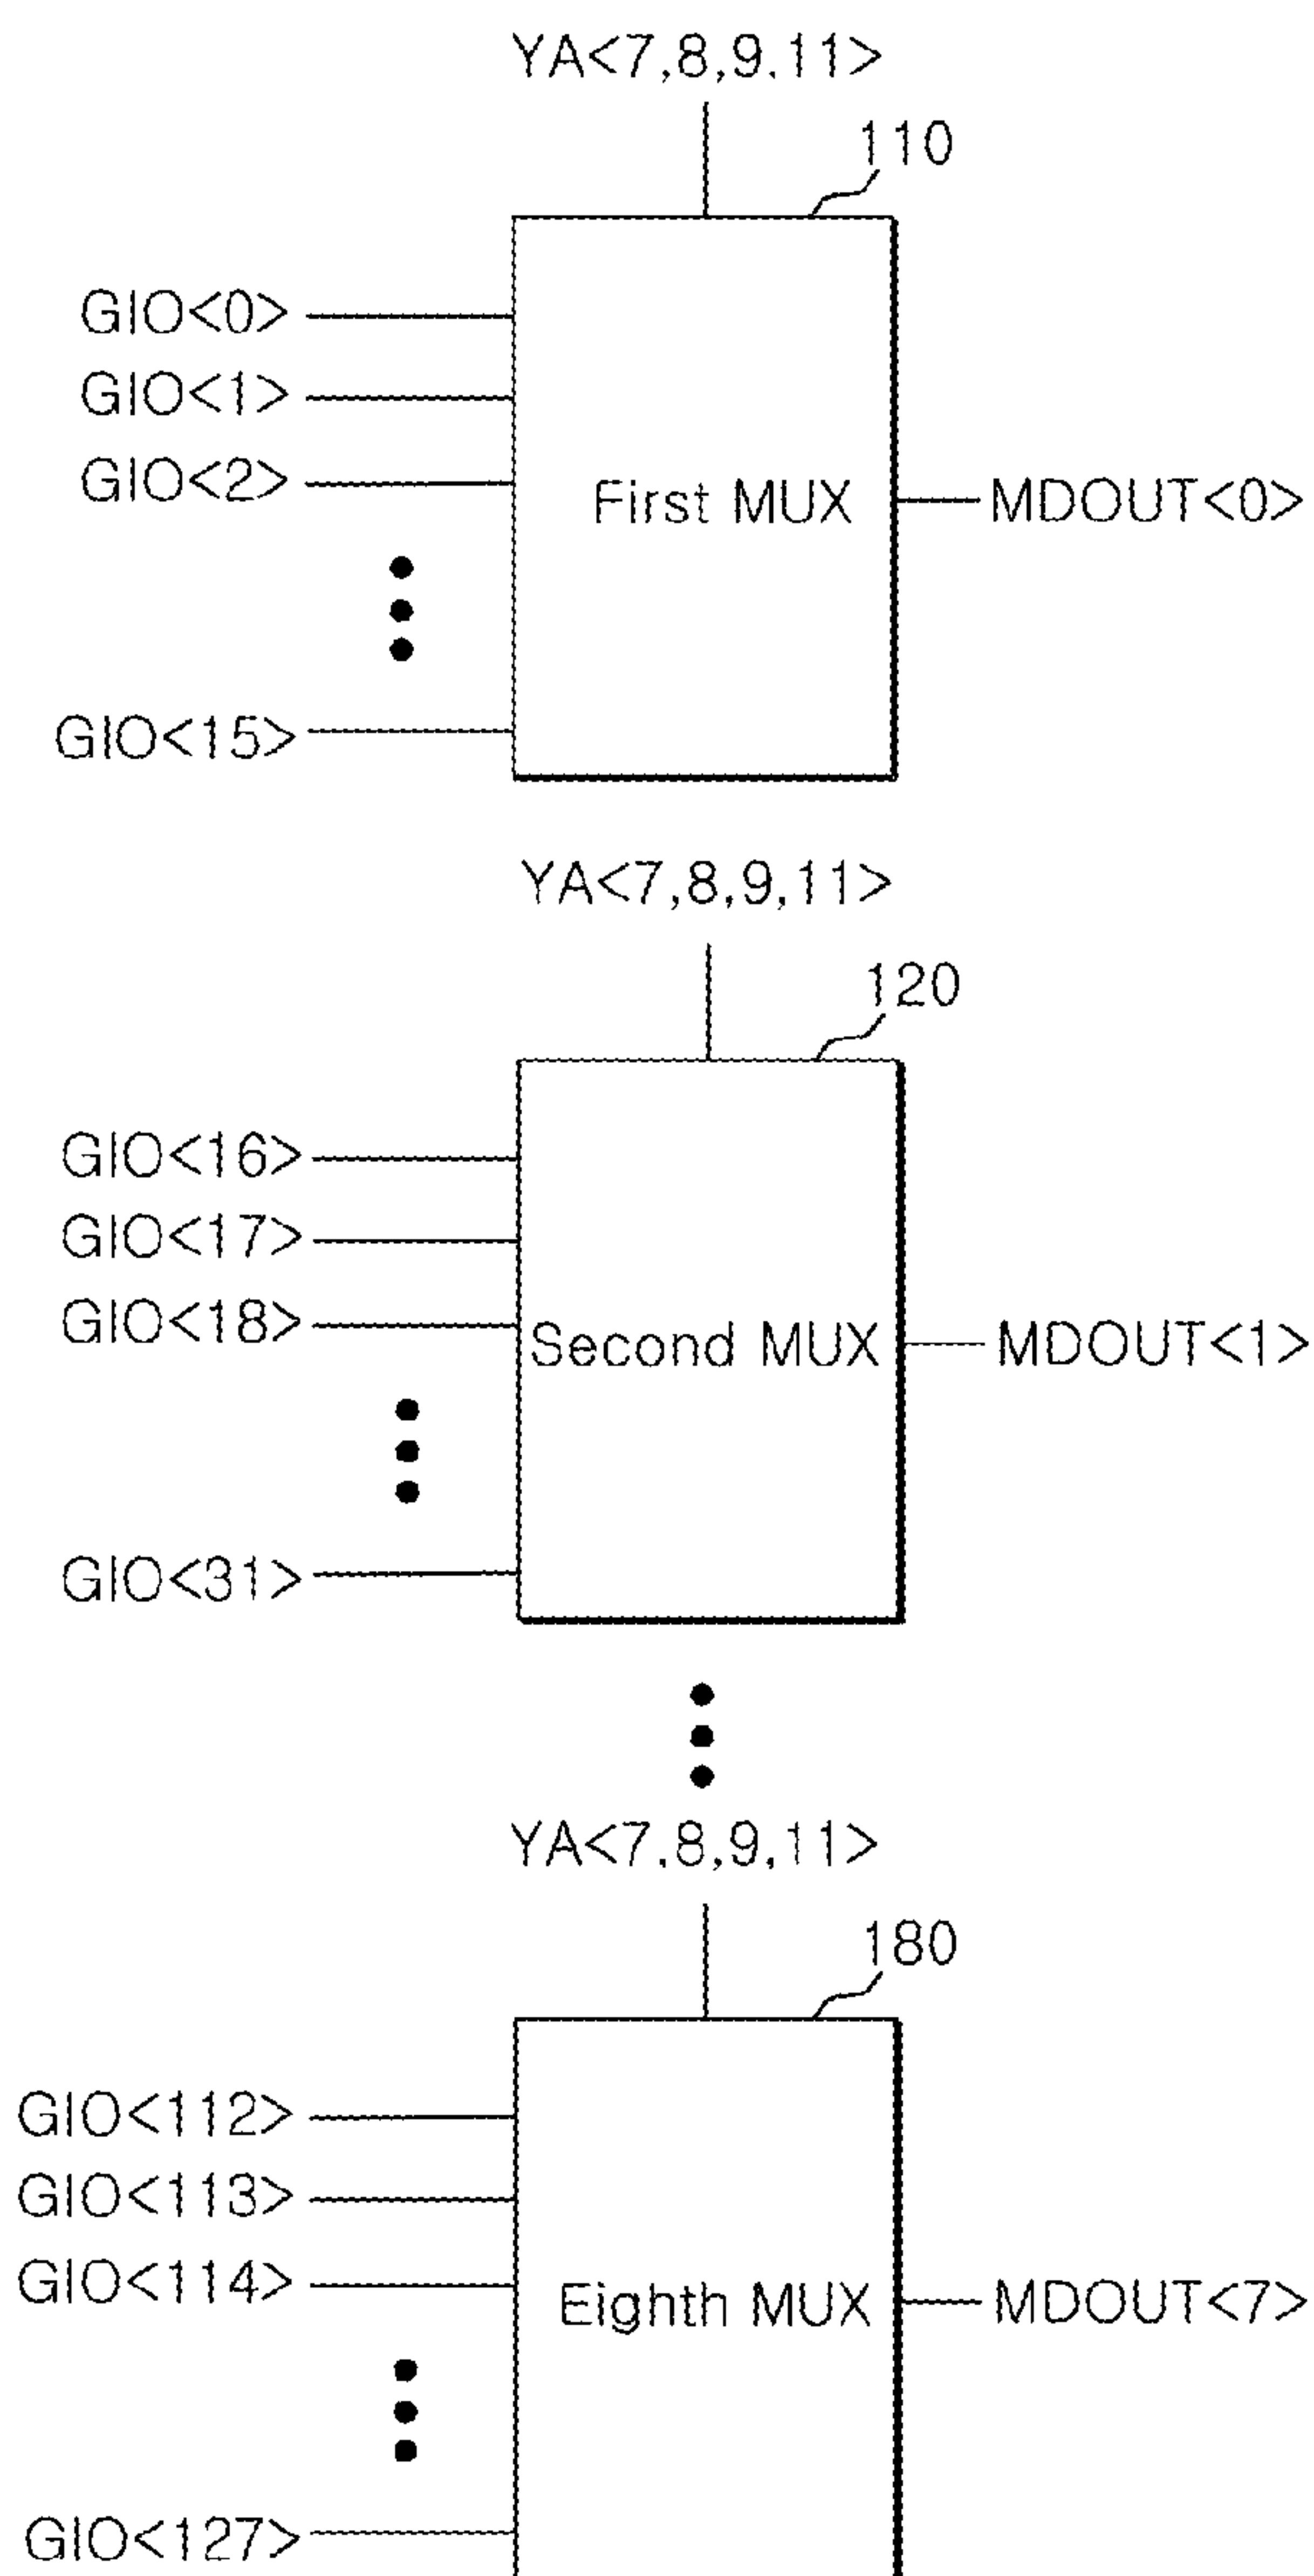 YA<7,8,9,11>
110
GIO<0>
GIO<1>
GIO<2>
First MUX
MDOUT<0>
GIO<15>
YA<7,8,9,11>
120
GIO<16>
GIO<17>
GIO<18>
Second MUX
MDOUT<1>
GIO<31>
YA<7,8,9,11>
180
GIO<112>
GIO<113>
GIO<114>
Eighth MUX
MDOUT<7>
GIO<127>